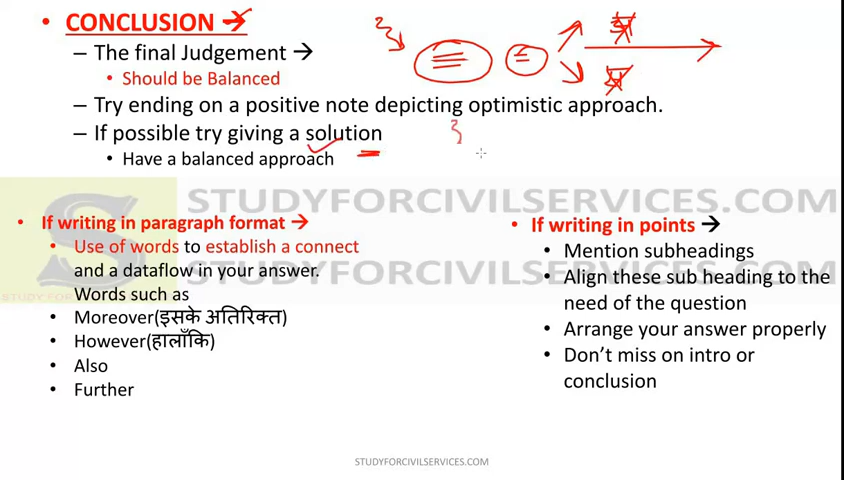 • CONCLUSION →
– The final Judgement →
• Should be Balanced
– Try ending on a positive note depicting optimistic approach.
– If possible try giving a solution
• Have a balanced approach
STUDYFORCIVILSERVICES.COM
• If writing in paragraph format →
• Use of words to establish a connect
and a dataflow in your answer.
Words such as
• Moreover(इसके अतिरिक्त)
• However(हालाँकि)
• Also
• Further
• If writing in points →
• Mention subheadings
• Align these sub heading to the
need of the question
• Arrange your answer properly
• Don't miss on intro or
conclusion
STUDYFORCIVILSERVICES.COM
STUDYFORCIVILSERVICES.COM